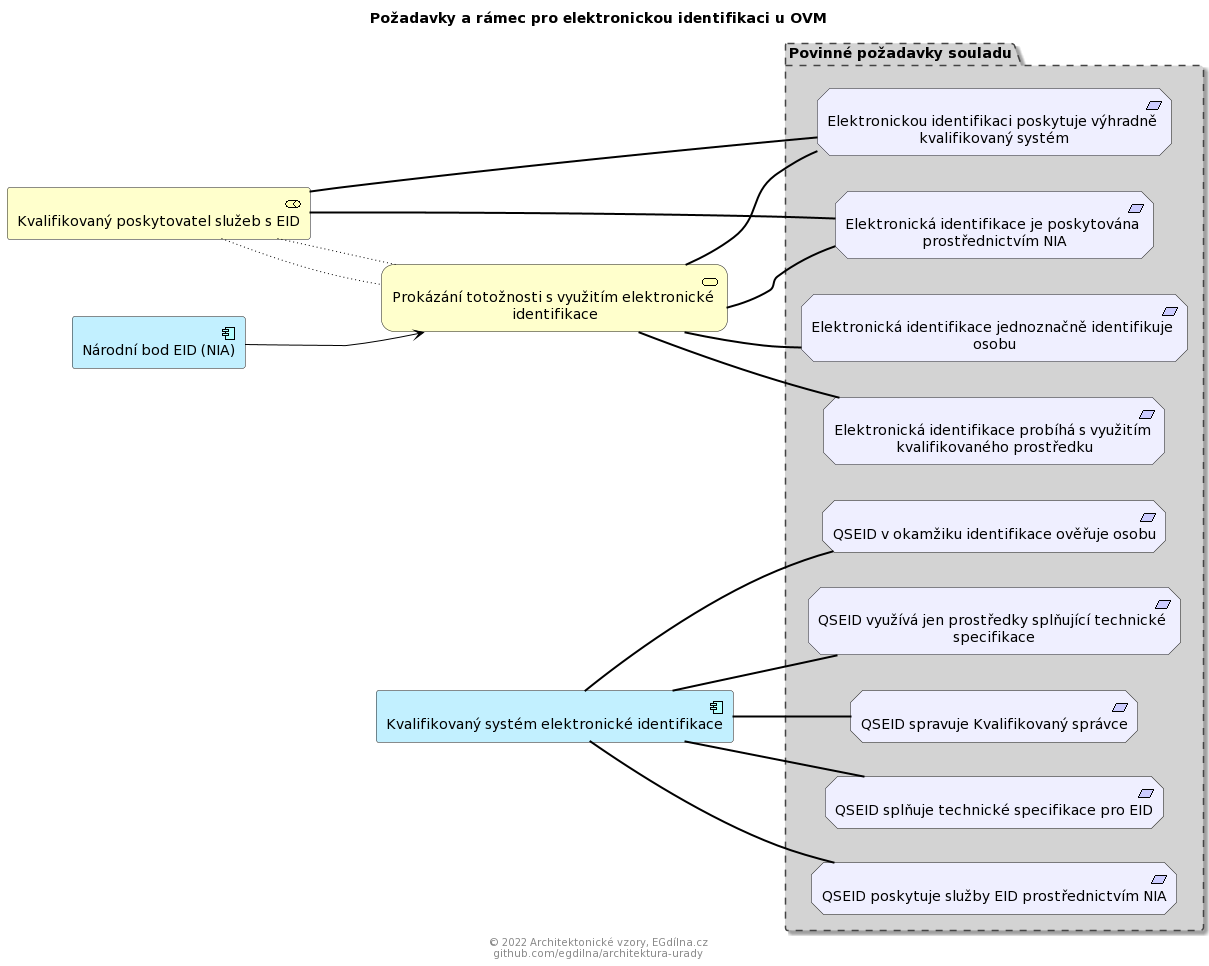 Požadavky a rámec pro elektronickou identifikaci u OVM
Povinné požadavky souladu
Elektronickou identifikaci poskytuje výhradně
kvalifikovaný systém
Kvalifikovaný poskytovatel služeb s EID
Elektronická identifikace je poskytována
prostřednictvím NIA
Prokázání totožnosti s využitím elektronické
identifikace
Národní bod EID (NIA)
Elektronická identifikace jednoznačně identifikuje
osobu
Elektronická identifikace probíhá s využitím
kvalifikovaného prostředku
QSEID v okamžiku identifikace ověřuje osobu
QSEID využívá jen prostředky splňující technické
specifikace
Kvalifikovaný systém elektronické identifikace
QSEID spravuje Kvalifikovaný správce
QSEID splňuje technické specifikace pro EID
QSEID poskytuje služby EID prostřednictvím NIA
© 2022 Architektonické vzory, EGdílna.cz
github.com/egdilna/architektura-urady